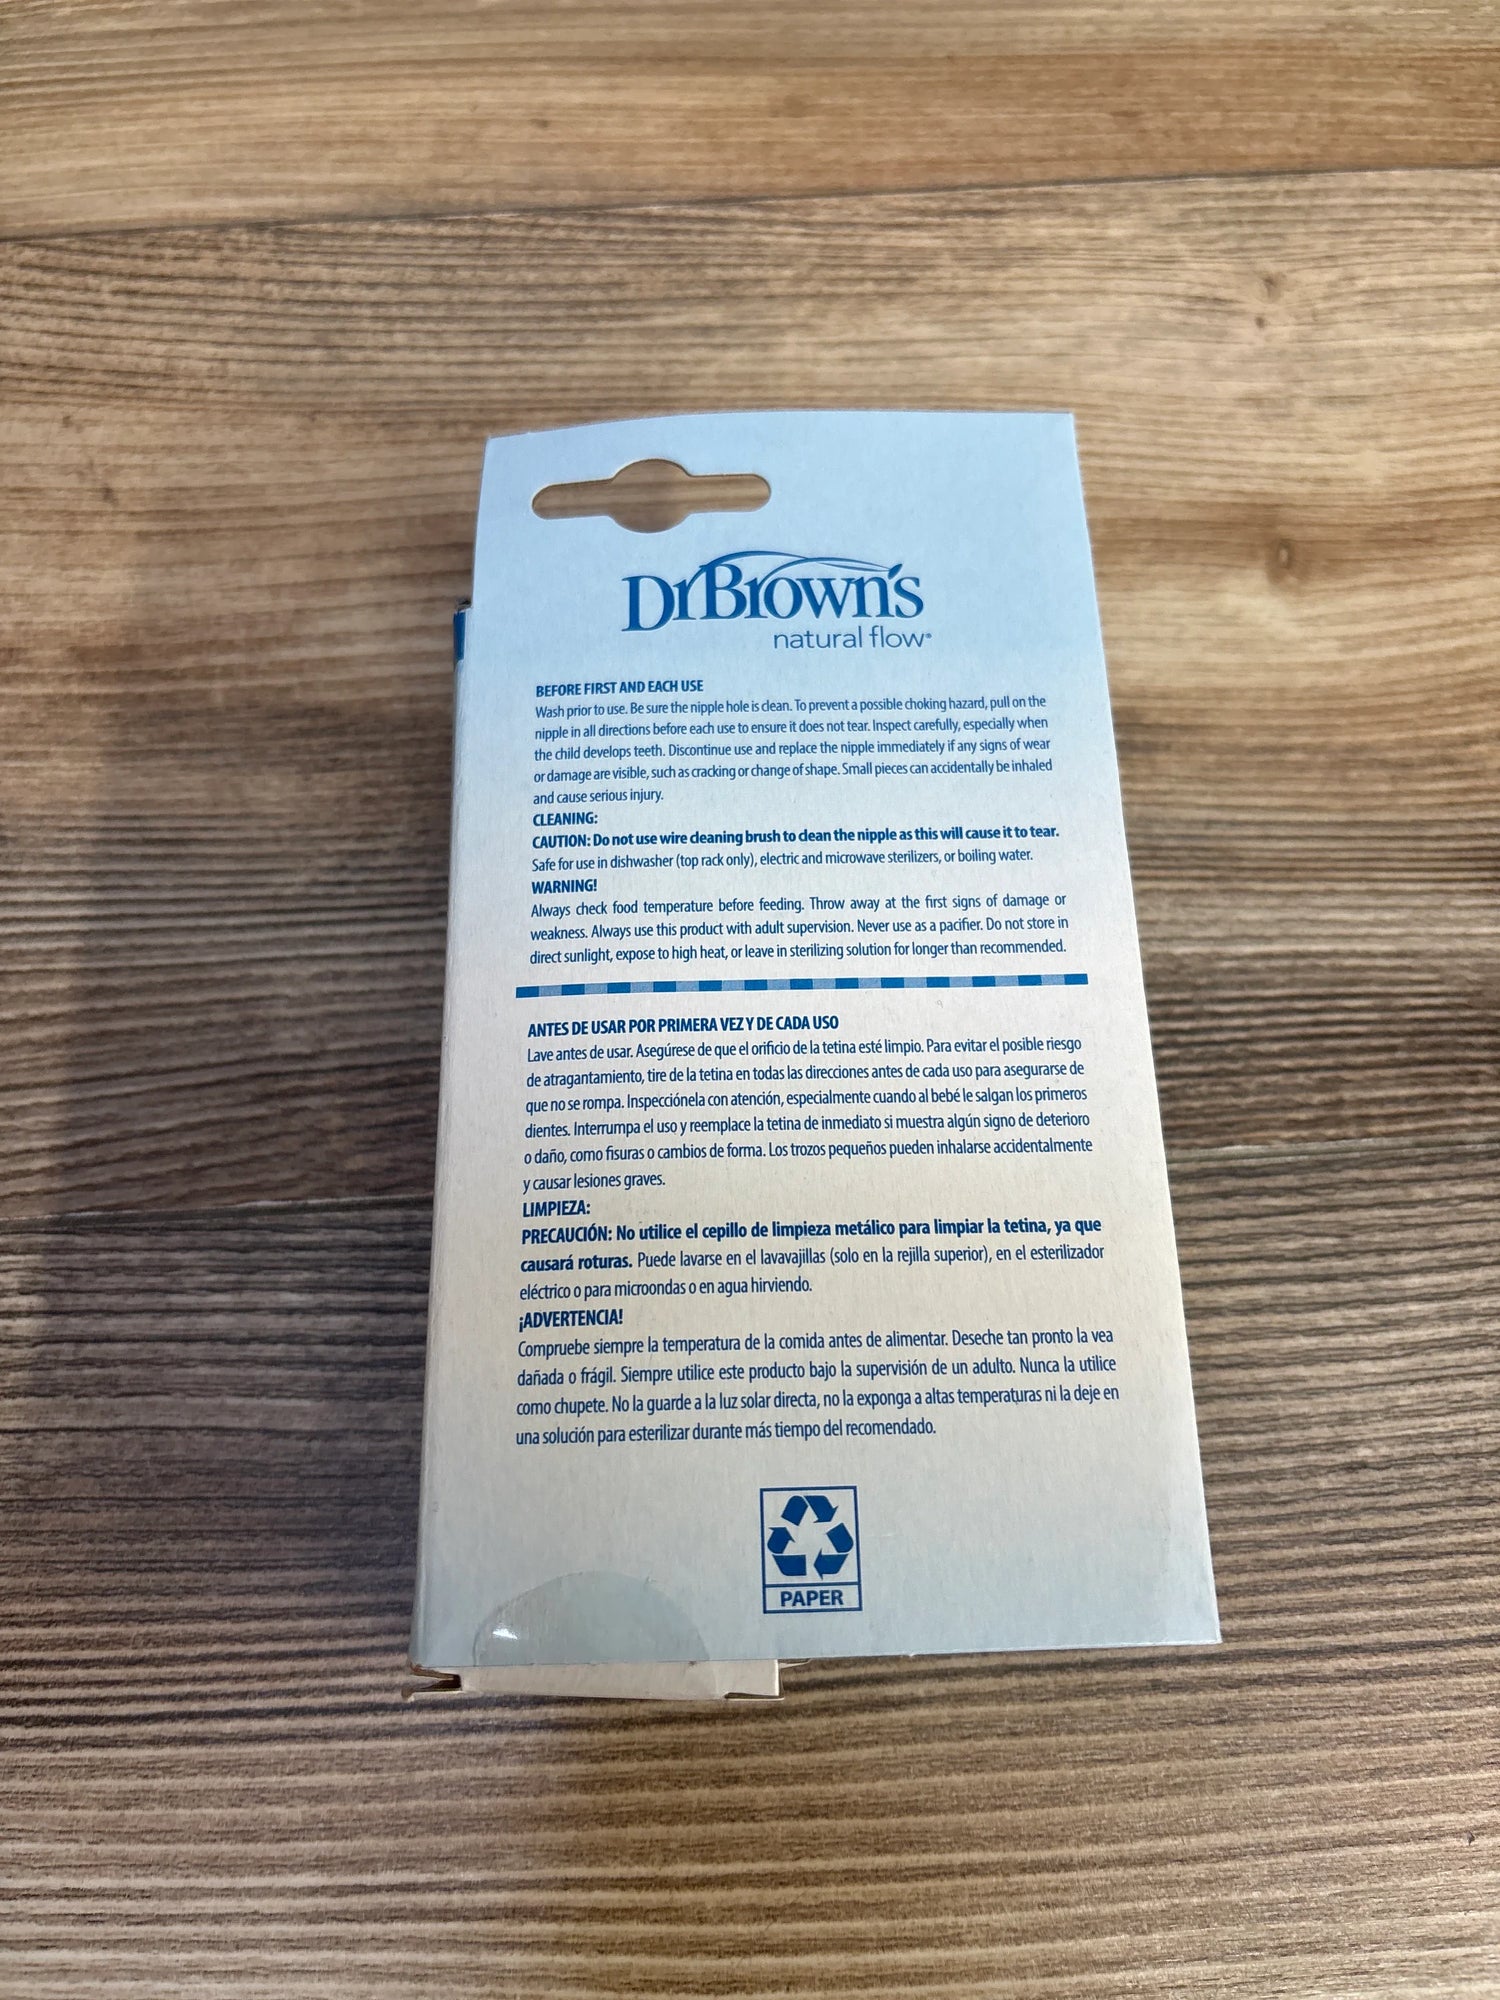 DrBrown's
natural flow®
BEFORE FIRST AND EACH USE
Wash prior to use. Be sure the nipple hole is clean. To prevent a possible choking hazard, pull on the
nipple in all directions before each use to ensure it does not tear. Inspect carefully, especially when
the child develops teeth. Discontinue use and replace the nipple immediately if any signs of wear
or damage are visible, such as cracking or change of shape. Small pieces can accidentally be inhaled
and cause serious injury.
CLEANING:
CAUTION: Do not use wire cleaning brush to clean the nipple as this will cause it to tear.
Safe for use in dishwasher (top rack only), electric and microwave sterilizers, or boiling water.
WARNING!
Always check food temperature before feeding. Throw away at the first signs of damage or
weakness. Always use this product with adult supervision. Never use as a pacifier. Do not store in
direct sunlight, expose to high heat, or leave in sterilizing solution for longer than recommended.
ANTES DE USAR POR PRIMERA VEZ Y DE CADA USO
Lave antes de usar. Asegúrese de que el orificio de la tetina esté limpio. Para evitar el posible riesgo
de atragantamiento, tire de la tetina en todas las direcciones antes de cada uso para asegurarse de
que no se rompa. Inspecciónela con atención, especialmente cuando al bebé le salgan los primeros
dientes. Interrumpa el uso y reemplace la tetina de inmediato si muestra algún signo de deterioro
o daño, como fisuras o cambios de forma. Los trozos pequeños pueden inhalarse accidentalmente
y causar lesiones graves.
LIMPIEZA:
PRECAUCIÓN: No utilice el cepillo de limpieza metálico para limpiar la tetina, ya que
causará roturas. Puede lavarse en el lavavajillas (solo en la rejilla superior), en el esterilizador
eléctrico o para microondas o en agua hirviendo.
¡ADVERTENCIA!
Compruebe siempre la temperatura de la comida antes de alimentar. Deseche tan pronto la vea
dañada o frágil. Siempre utilice este producto bajo la supervisión de un adulto. Nunca la utilice
como chupete. No la guarde a la luz solar directa, no la exponga a altas temperaturas ni la deje en
una solución para esterilizar durante más tiempo del recomendado.
PAPER